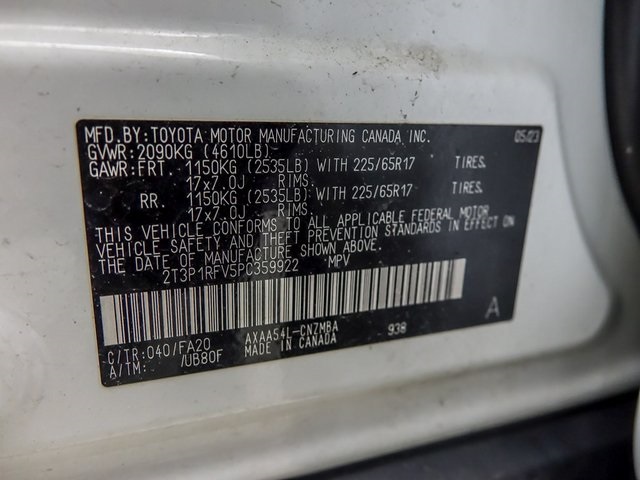 MFD.BY:TOYOTA MOTOR MANUFACTURING CANADA, INC. 05/23
GVWR:2090KG (4610LB)
GAWR:FRT. 1150KG (2535LB) WITH 225/65R17 TIRES,
17x7.0J RIMS.
RR. 1150KG (2535LB) WITH 225/65R17 TIRES,
17x7.0J RIMS.
THIS VEHICLE CONFORMS TO ALL APPLICABLE FEDERAL MOTOR
VEHICLE SAFETY AND THEFT PREVENTION STANDARDS IN EFFECT ON
THE DATE OF MANUFACTURE SHOWN ABOVE.
2T3P1RFV5PC359922 MPV
C/TR:040/FA20 AXAA54L-CNZMBA 938 A
A/TM: /UB80F MADE IN CANADA